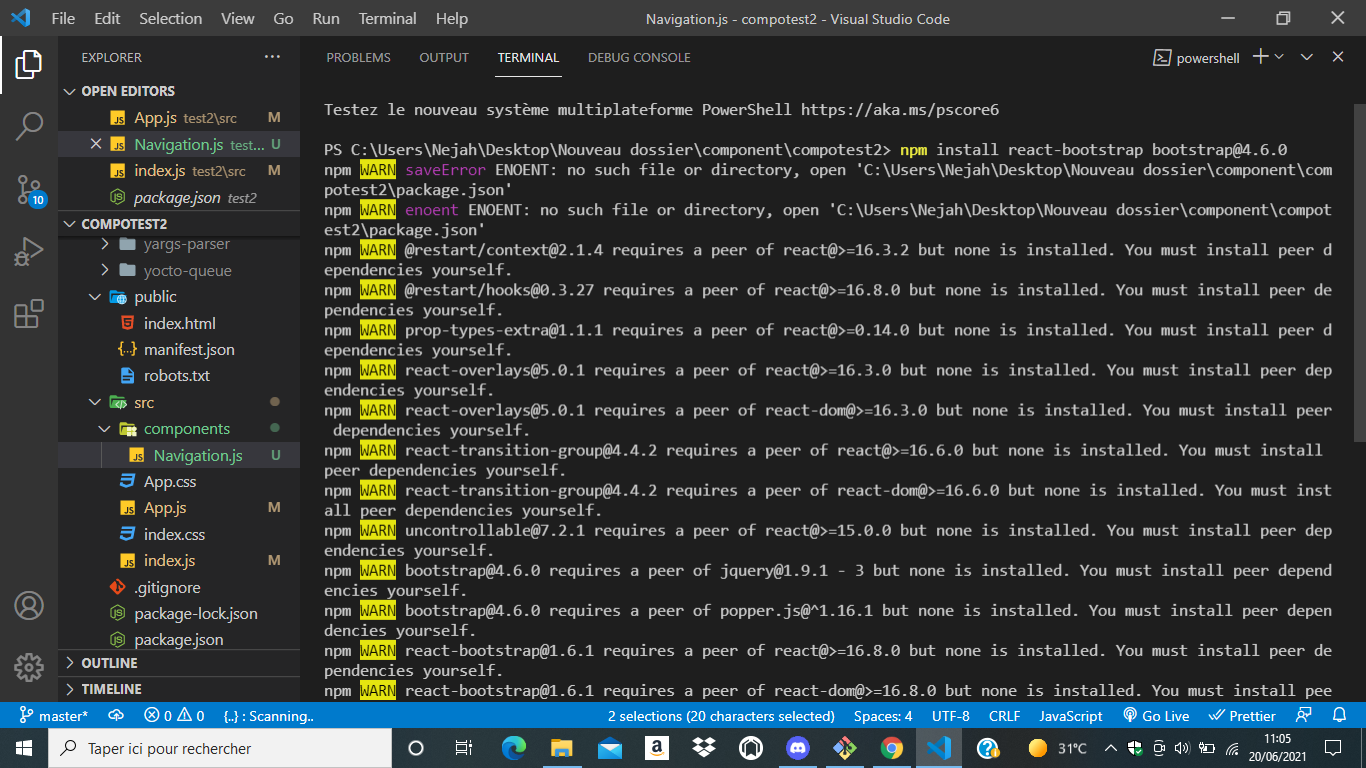 File Edit Selection View Go Run Terminal Help
Navigation.js - compotest2 - Visual Studio Code
EXPLORER
OPEN EDITORS
App.js test2\src M
Navigation.js test... U
index.js test2\src M
package.json test2
COMPOTEST2
yargs-parser
yocto-queue
public
index.html
manifest.json
robots.txt
src
components
Navigation.js U
App.css
App.js M
index.css
index.js M
.gitignore
package-lock.json
package.json
OUTLINE
TIMELINE
10
PROBLEMS OUTPUT TERMINAL DEBUG CONSOLE
powershell
Testez le nouveau système multiplateforme PowerShell https://aka.ms/pscore6
PS C:\Users\Nejah\Desktop\Nouveau dossier\component\compotest2> npm install react-bootstrap bootstrap@4.6.0
npm WARN saveError ENOENT: no such file or directory, open 'C:\Users\Nejah\Desktop\Nouveau dossier\component\com
potest2\package.json'
npm WARN enoent ENOENT: no such file or directory, open 'C:\Users\Nejah\Desktop\Nouveau dossier\component\compot
est2\package.json'
npm WARN @restart/context@2.1.4 requires a peer of react@>=16.3.2 but none is installed. You must install peer d
ependencies yourself.
npm WARN @restart/hooks@0.3.27 requires a peer of react@>=16.8.0 but none is installed. You must install peer de
pendencies yourself.
npm WARN prop-types-extra@1.1.1 requires a peer of react@>=0.14.0 but none is installed. You must install peer d
ependencies yourself.
npm WARN react-overlays@5.0.1 requires a peer of react@>=16.3.0 but none is installed. You must install peer dep
endencies yourself.
npm WARN react-overlays@5.0.1 requires a peer of react-dom@>=16.3.0 but none is installed. You must install peer
dependencies yourself.
npm WARN react-transition-group@4.4.2 requires a peer of react@>=16.6.0 but none is installed. You must install
peer dependencies yourself.
npm WARN react-transition-group@4.4.2 requires a peer of react-dom@>=16.6.0 but none is installed. You must inst
all peer dependencies yourself.
npm WARN uncontrollable@7.2.1 requires a peer of react@>=15.0.0 but none is installed. You must install peer dep
endencies yourself.
npm WARN bootstrap@4.6.0 requires a peer of jquery@1.9.1 - 3 but none is installed. You must install peer depend
encies yourself.
npm WARN bootstrap@4.6.0 requires a peer of popper.js@^1.16.1 but none is installed. You must install peer depen
dencies yourself.
npm WARN react-bootstrap@1.6.1 requires a peer of react@>=16.8.0 but none is installed. You must install peer de
pendencies yourself.
npm WARN react-bootstrap@1.6.1 requires a peer of react-dom@>=16.8.0 but none is installed. You must install pee
master* 0 0 {..} : Scanning.. 2 selections (20 characters selected) Spaces: 4 UTF-8 CRLF JavaScript Go Live Prettier
Taper ici pour rechercher
31°C
11:05
20/06/2021